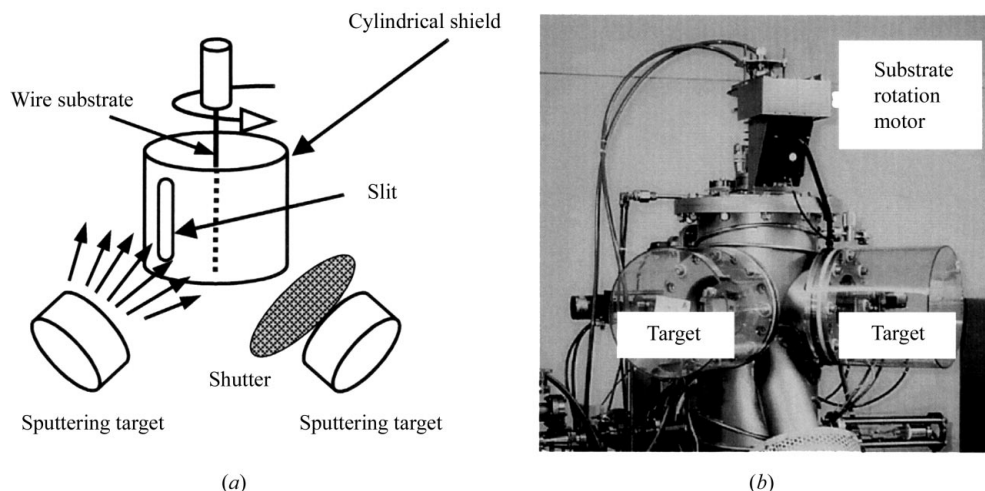 Cylindrical shield
Wire substrate
Slit
Shutter
Sputtering target
Sputtering target
(a)
Substrate
rotation
motor
Target
Target
(b)